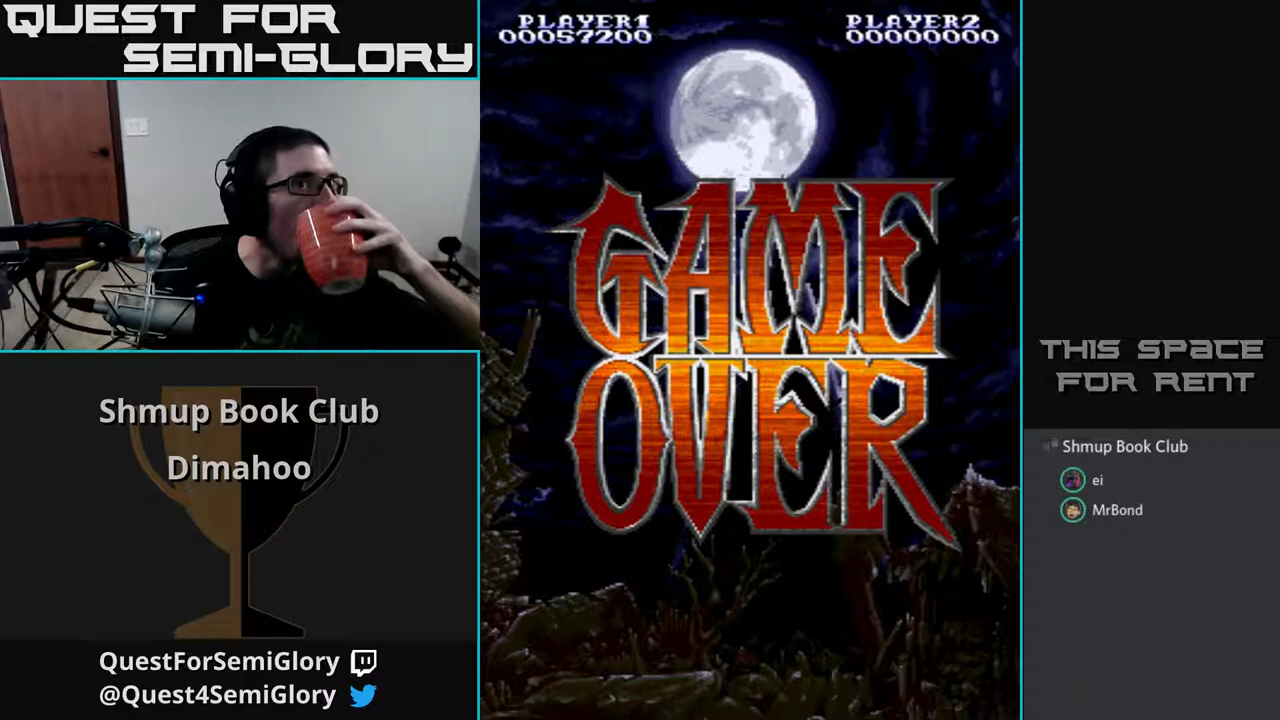 QUEST FOR
SEMI-GLORY
PLAYER1
00057200
PLAYER2
00000000
GAME
OVER
Shmup Book Club
Dimahoo
QuestForSemiGlory
@Quest4SemiGlory
THIS SPACE
FOR RENT
Shmup Book Club
ei
MrBond